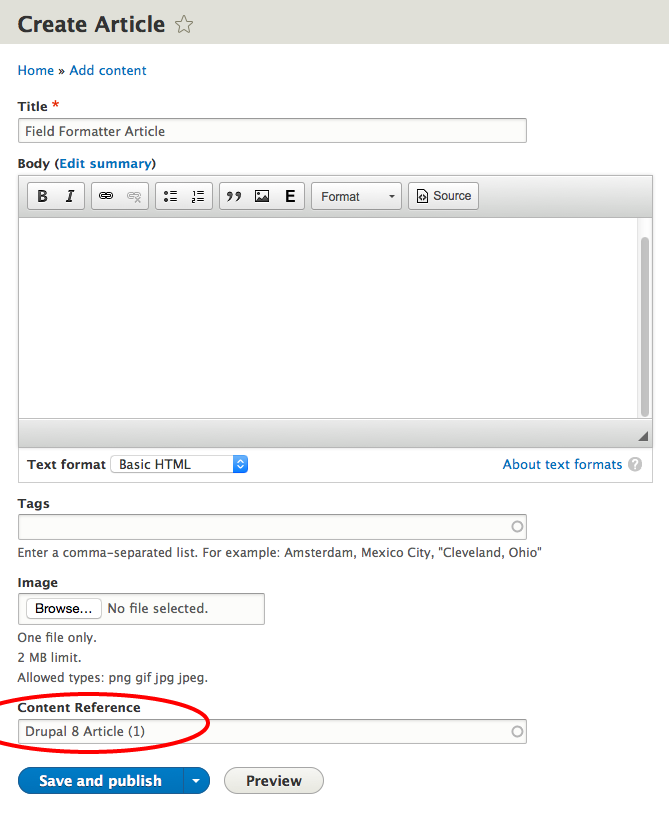 Create Article
Home » Add content
Title *
Field Formatter Article
Body (Edit summary)
B I E Format Source
Text format Basic HTML About text formats ?
Tags
Enter a comma-separated list. For example: Amsterdam, Mexico City, "Cleveland, Ohio"
Image
Browse... No file selected.
One file only.
2 MB limit.
Allowed types: png gif jpg jpeg.
Content Reference
Drupal 8 Article (1)
Save and publish Preview